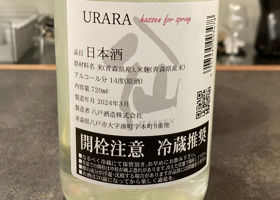 URARA hassen for spring
品目 日本酒
原材料名 米(青森県産)、米麹(青森県産米)
アルコール分 14度(原酒)
内容量 720ml
製造年月 2024年3月
製造者 八戸酒造株式会社
青森県八戸市大字湊町字本町9番地
開栓注意 冷蔵推奨